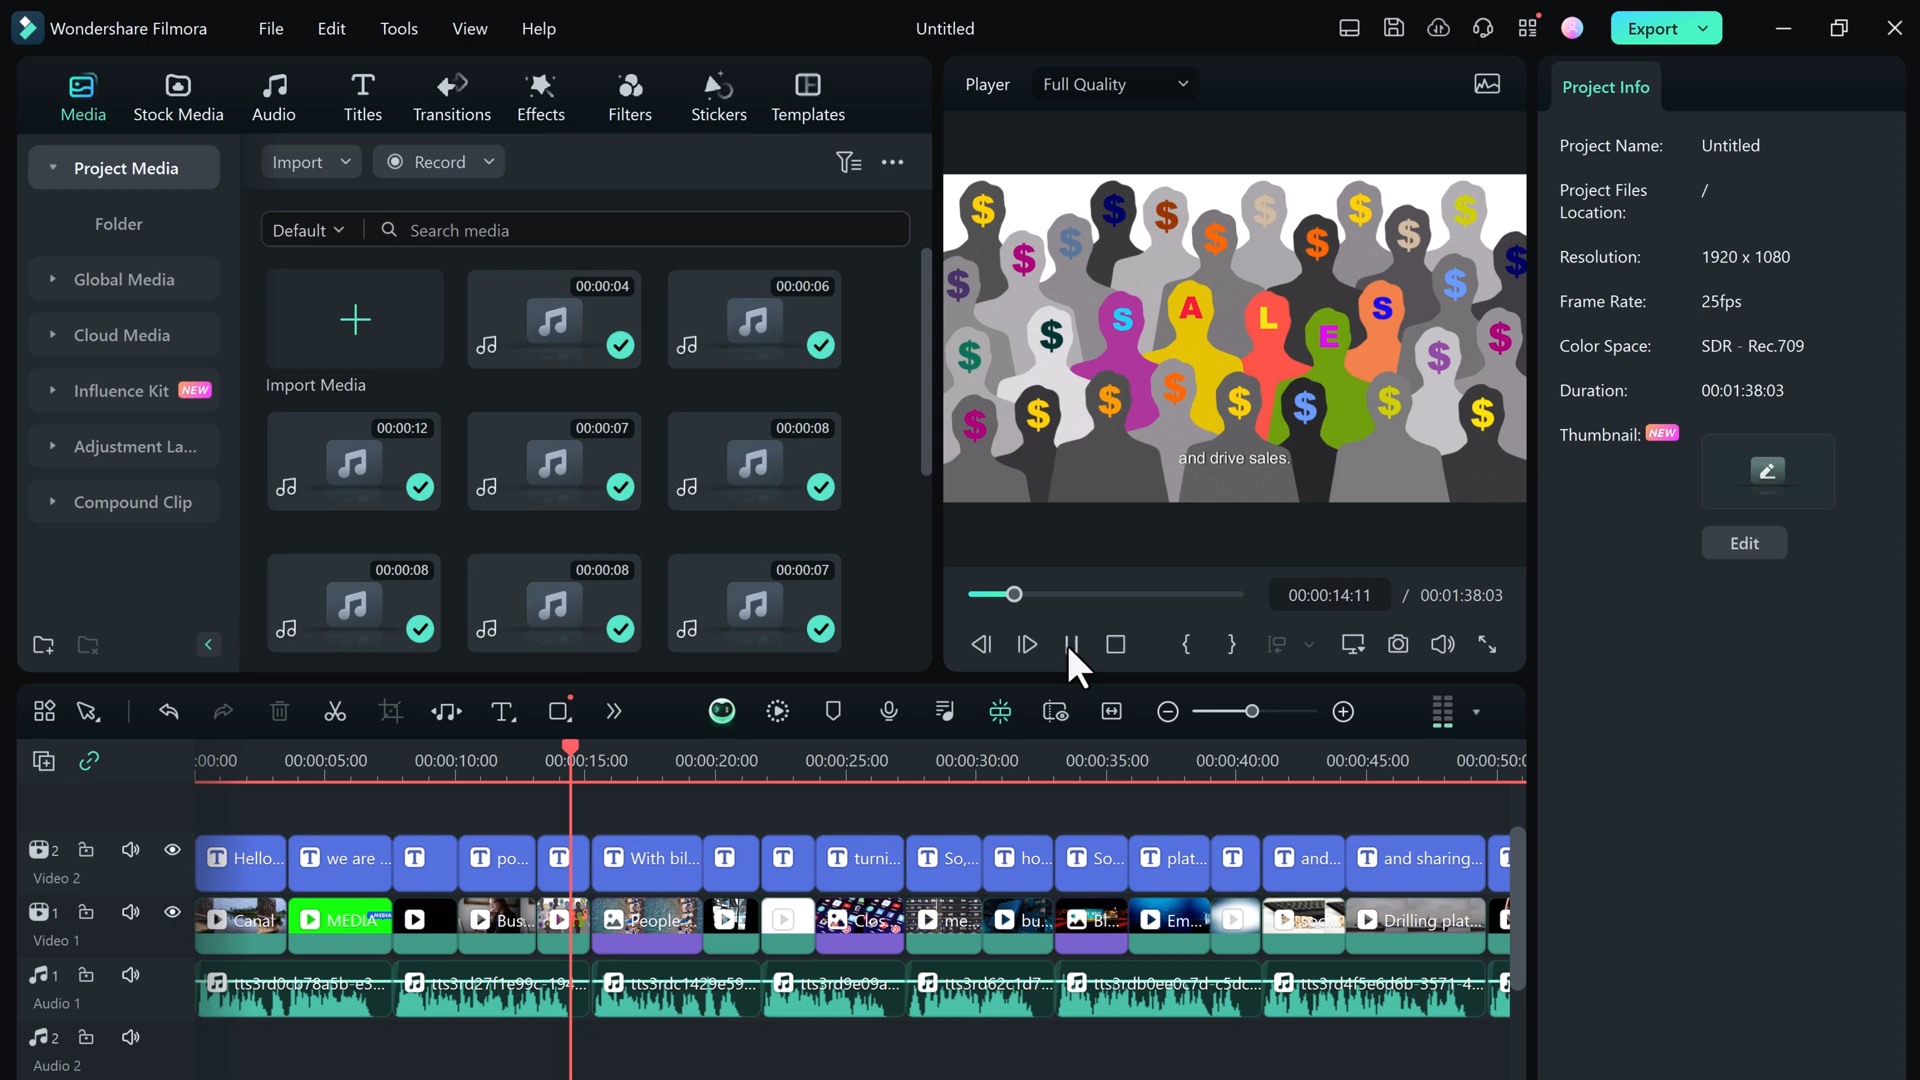 Wondershare Filmora
File
Edit
Tools
View
Help
Untitled
Export
Media
Stock Media
Audio
Titles
Transitions
Effects
Filters
Stickers
Templates
Player
Full Quality
Project Info
Project Media
Folder
Global Media
Cloud Media
Influence Kit NEW
Adjustment La...
Compound Clip
Import
Record
Default
Search media
Import Media
00:00:04
00:00:06
00:00:12
00:00:07
00:00:08
00:00:08
00:00:08
00:00:07
$ $ $ $ $ $ $ $
S A L E S
and drive sales.
00:00:14:11 / 00:01:38:03
Project Name: Untitled
Project Files Location: /
Resolution: 1920 x 1080
Frame Rate: 25fps
Color Space: SDR - Rec.709
Duration: 00:01:38:03
Thumbnail: NEW
Edit
:00:00 00:00:05:00 00:00:10:00 00:00:15:00 00:00:20:00 00:00:25:00 00:00:30:00 00:00:35:00 00:00:40:00 00:00:45:00 00:00:50:0
2
Video 2
Hello... we are ... po... With bil... turni... So,... ho... So... plat... and... and sharing...
1
Video 1
Canal MEDIA MEDIA Bus... People... Clos... me... bu... Bl... Em... Drilling plat...
1
Audio 1
tts3rd0cb78a5b-e3... tts3rd27f1e99c-194... tts3rdc1429e59... tts3rd9e09a... tts3rd62c1d7... tts3rdb0ee0c7d-c5dc... tts3rd4f5e6d6b-3571-4...
2
Audio 2